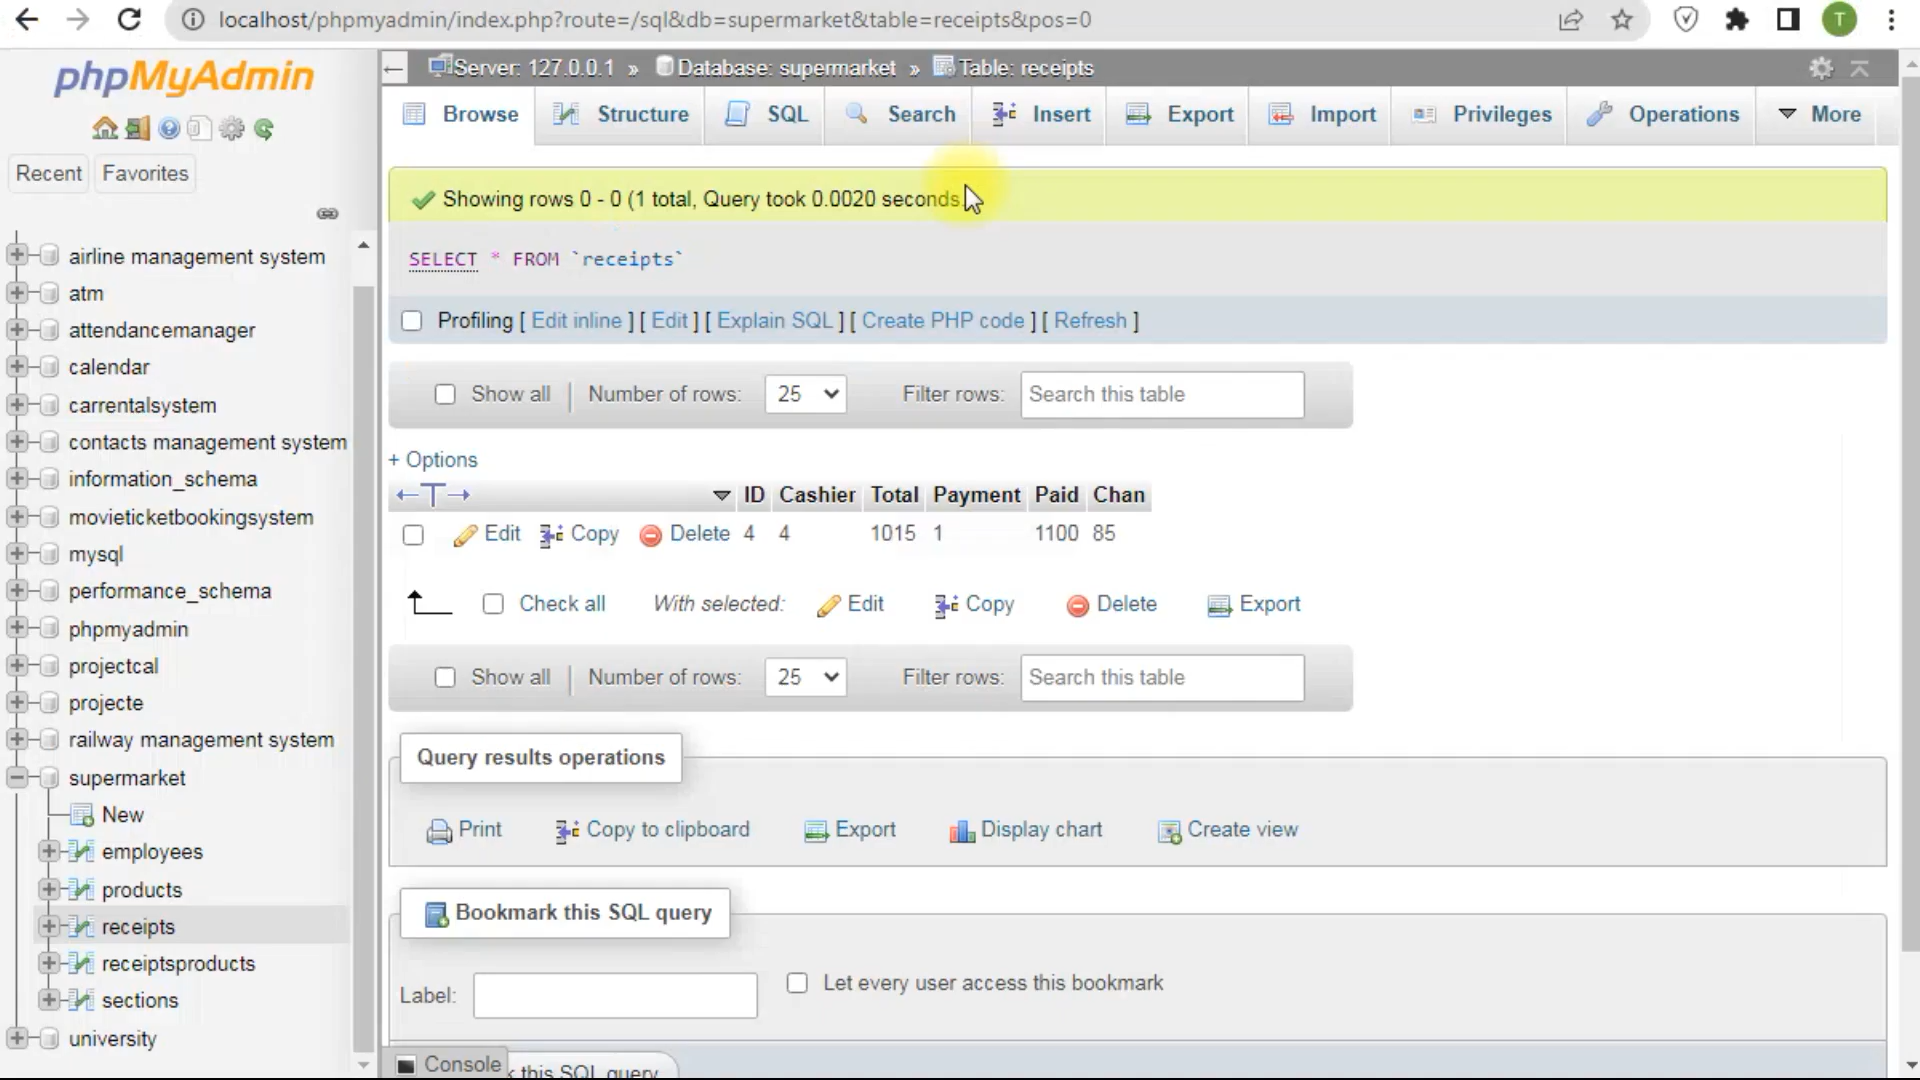 localhost/phpmyadmin/index.php?route=/sql&db=supermarket&table=receipts&pos=0
T
phpMyAdmin
Recent Favorites
airline management system
atm
attendancemanager
calendar
carrentalsystem
contacts management system
information_schema
movieticketbookingsystem
mysql
performance_schema
phpmyadmin
projectcal
projecte
railway management system
supermarket
New
employees
products
receipts
receiptsproducts
sections
university
Server: 127.0.0.1 » Database: supermarket » Table: receipts
Browse Structure SQL Search Insert Export Import Privileges Operations More
Showing rows 0 - 0 (1 total, Query took 0.0020 seconds
SELECT * FROM `receipts`
Profiling [ Edit inline ] [ Edit ] [ Explain SQL ] [ Create PHP code ] [ Refresh ]
Show all | Number of rows: 25 Filter rows: Search this table
+ Options
←T→ ID Cashier Total Payment Paid Chan
Edit Copy Delete 4 4 1015 1 1100 85
Check all With selected: Edit Copy Delete Export
Show all | Number of rows: 25 Filter rows: Search this table
Query results operations
Print Copy to clipboard Export Display chart Create view
Bookmark this SQL query
Label: Let every user access this bookmark
Console this SQL query